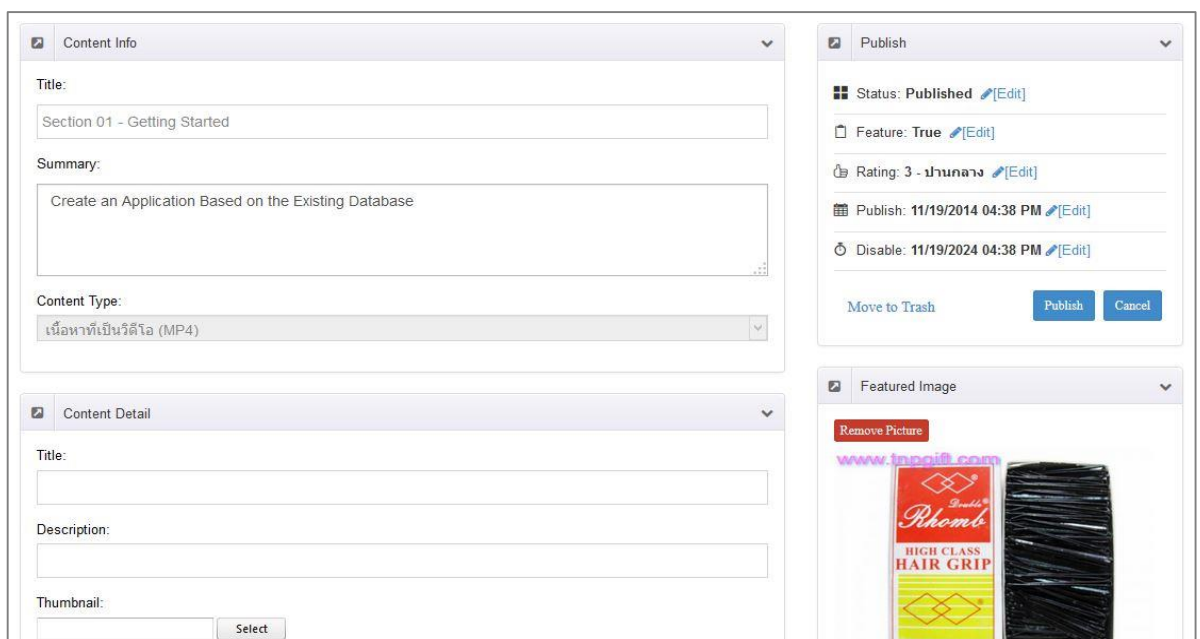 Content Info
Title:
Section 01 - Getting Started
Summary:
Create an Application Based on the Existing Database
Content Type:
เนื้อหาที่เป็นวิดีโอ (MP4)
Content Detail
Title:
Description:
Thumbnail:
Select
Publish
Status: Published [Edit]
Feature: True [Edit]
Rating: 3 - ปานกลาง [Edit]
Publish: 11/19/2014 04:38 PM [Edit]
Disable: 11/19/2024 04:38 PM [Edit]
Move to Trash
Publish
Cancel
Featured Image
Remove Picture
www.tnpgift.com
Double®
Rhomb
HIGH CLASS
HAIR GRIP